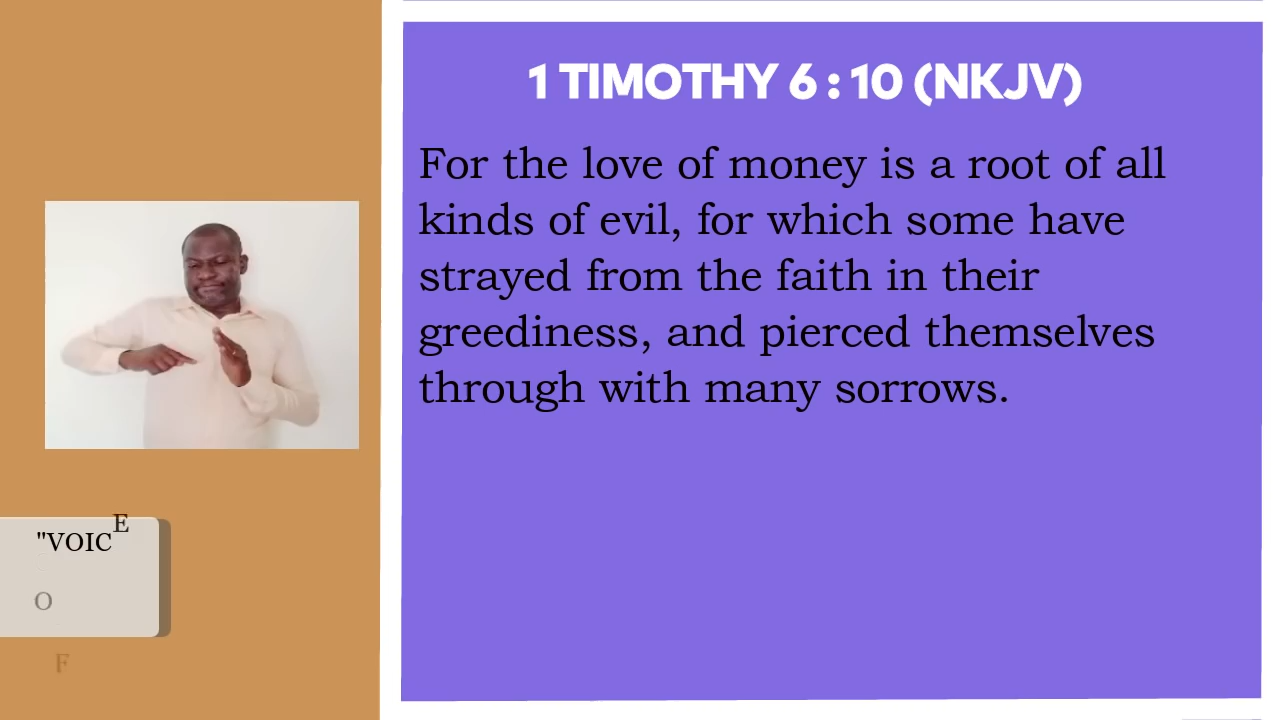 1 TIMOTHY 6 : 10 (NKJV)
For the love of money is a root of all
kinds of evil, for which some have
strayed from the faith in their
greediness, and pierced themselves
through with many sorrows.
"VOICE
O
F